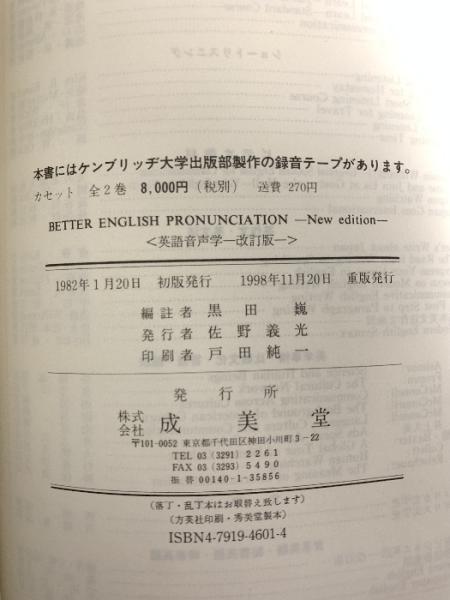 本書にはケンブリッヂ大学出版部製作の録音テープがあります。
カセット 全2巻 8,000円(税別) 送費 270円
BETTER ENGLISH PRONUNCIATION —New edition—
<英語音声学—改訂版—>
1982年1月20日 初版発行 1998年11月20日 重版発行
編註者 黒田巍
発行者 佐野義光
印刷者 戸田純一
発行所
株式会社 成美堂
〒101-0052 東京都千代田区神田小川町3-22
TEL 03 (3291) 2261
FAX 03 (3293) 5490
振替 00140-1-35856
(落丁・乱丁本はお取替え致します)
(方英社印刷・秀美堂製本)
ISBN4-7919-4601-4